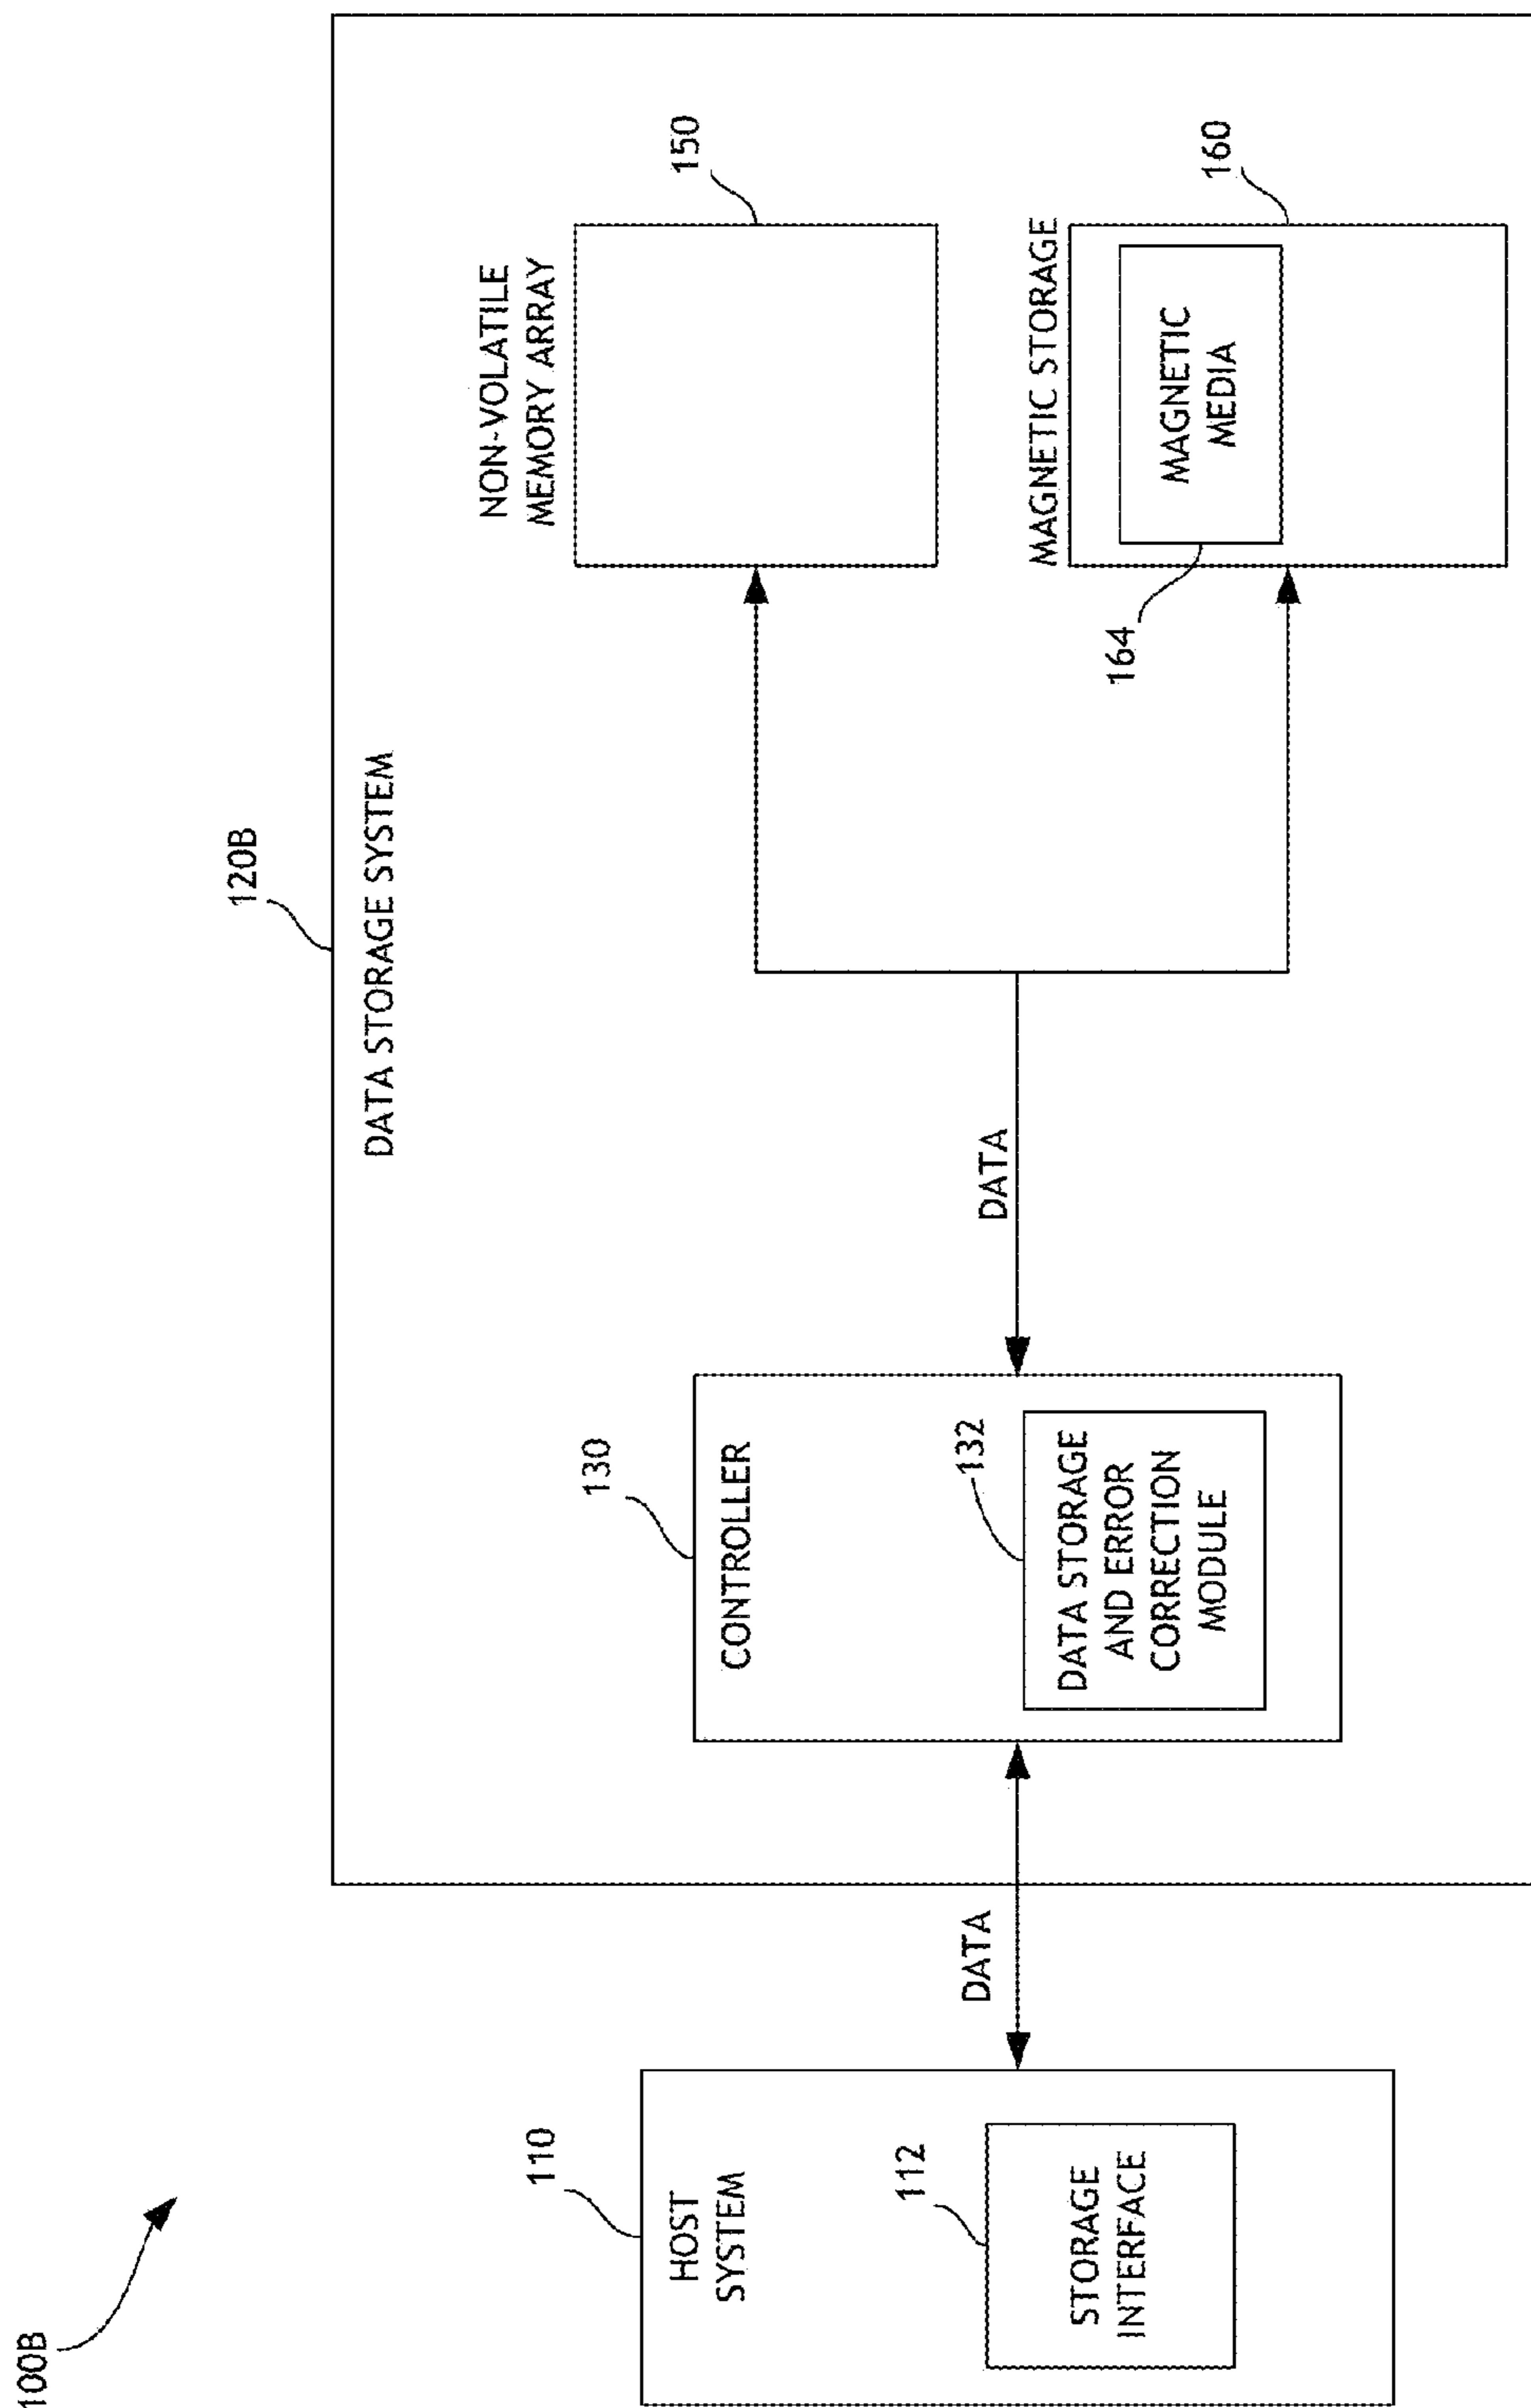 100B
120B
DATA STORAGE SYSTEM
110
HOST
SYSTEM
112
STORAGE
INTERFACE
DATA
130
CONTROLLER
132
DATA STORAGE
AND ERROR
CORRECTION
MODULE
DATA
NON-VOLATILE
MEMORY ARRAY
150
MAGNETIC STORAGE
160
164
MAGNETIC
MEDIA